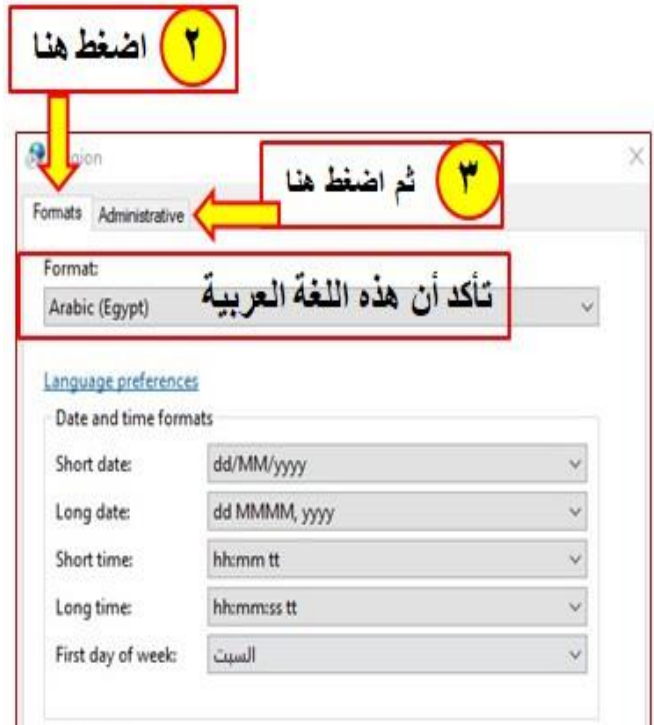 ٢ اضغط هنا
Region
٣ ثم اضغط هنا
Formats Administrative
Format:
Arabic (Egypt)
تأكد أن هذه اللغة العربية
Language preferences
Date and time formats
Short date: dd/MM/yyyy
Long date: dd MMMM, yyyy
Short time: hh:mm tt
Long time: hh:mm:ss tt
First day of week: السبت